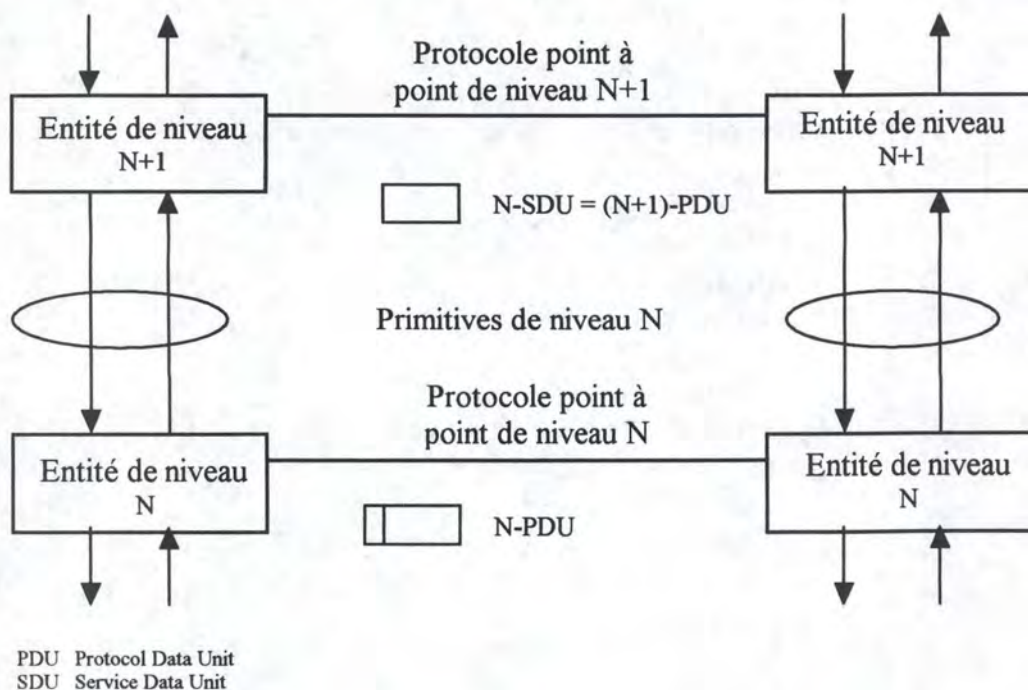 Protocole point à
point de niveau N+1
Entité de niveau
N+1
Entité de niveau
N+1
N-SDU = (N+1)-PDU
Primitives de niveau N
Protocole point à
point de niveau N
Entité de niveau
N
Entité de niveau
N
N-PDU
PDU Protocol Data Unit
SDU Service Data Unit